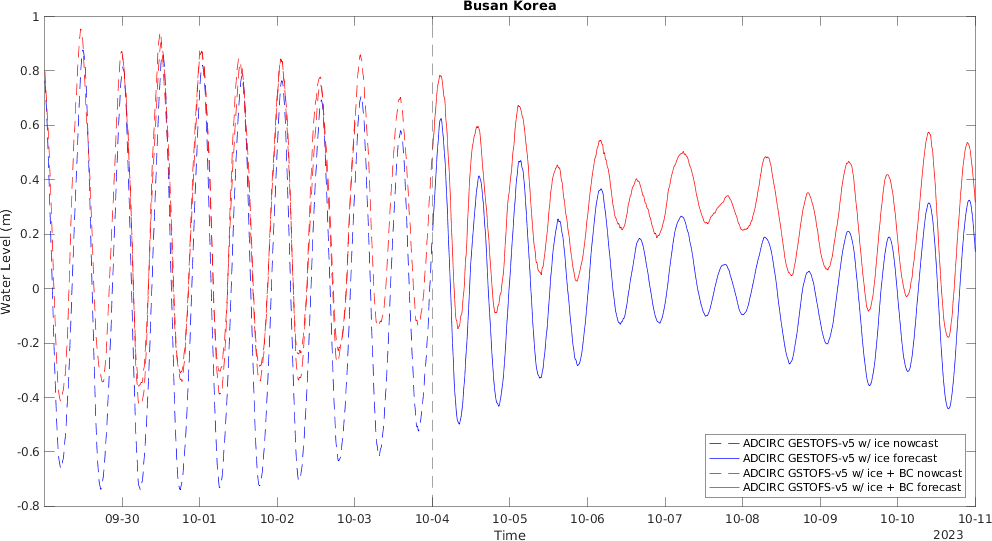 Busan Korea
Water Level (m)
1
0.8
0.6
0.4
0.2
0
-0.2
-0.4
-0.6
-0.8
09-30 10-01 10-02 10-03 10-04 10-05 10-06 10-07 10-08 10-09 10-10 10-11
Time
2023
ADCIRC GESTOFS-v5 w/ ice nowcast
ADCIRC GESTOFS-v5 w/ ice forecast
ADCIRC GSTOFS-v5 w/ ice + BC nowcast
ADCIRC GSTOFS-v5 w/ ice + BC forecast